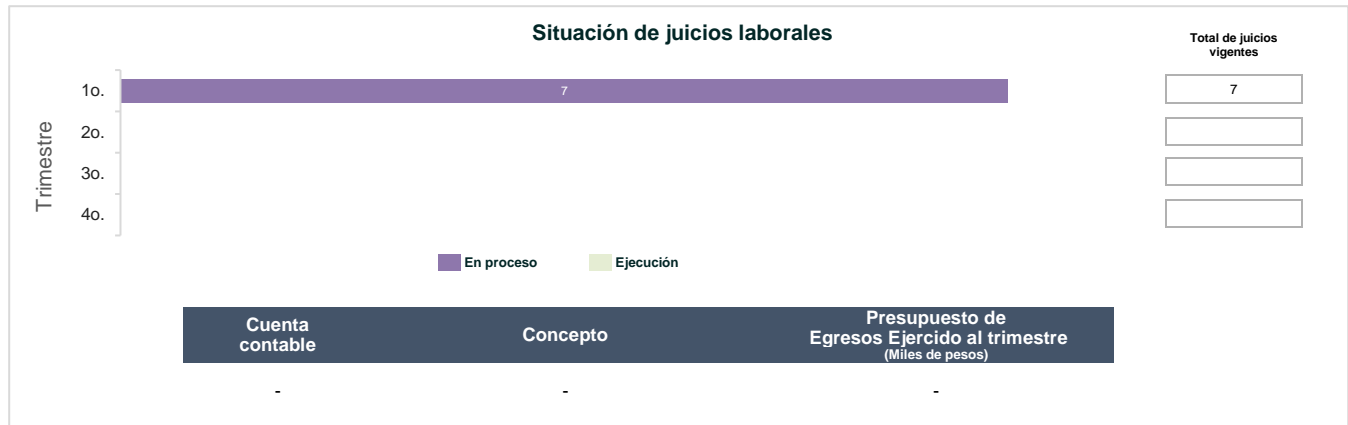 Situación de juicios laborales
Total de juicios
vigentes
Trimestre
1o.
7
7
2o.
3o.
4o.
En proceso
Ejecución
Cuenta
contable
Concepto
Presupuesto de
Egresos Ejercido al trimestre
(Miles de pesos)
-
-
-